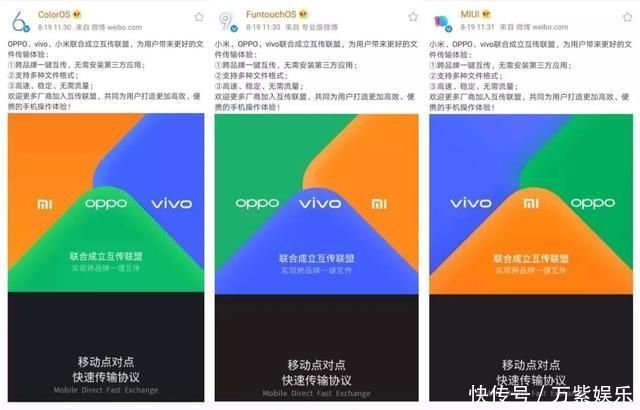 ColorOS
8-19 11:30 来自 微博 weibo.com
OPPO、vivo、小米联合成立互传联盟，为用户带来更好的文
件传输体验：
①跨品牌一键互传，无需安装第三方应用；
②支持多种文件格式；
③高速、稳定、无需流量；
欢迎更多厂商加入互传联盟，共同为用户打造更加高效、便
携的手机操作体验！
mi oppo vivo
联合成立互传联盟
实现跨品牌一键互传
移动点对点
快速传输协议
Mobile Direct Fast Exchange
FuntouchOS
8-19 11:30 来自 专业版微博
小米、OPPO、vivo联合成立互传联盟，为用户带来更好的文
件传输体验：
①跨品牌一键互传，无需安装第三方应用；
②支持多种文件格式；
③高速、稳定、无需流量；
欢迎更多厂商加入互传联盟，共同为用户打造更加高效、便
携的手机操作体验！
oppo vivo mi
联合成立互传联盟
实现跨品牌一键互传
移动点对点
快速传输协议
Mobile Direct Fast Exchange
MIUI
8-19 11:31 来自 微博 weibo.com
小米、OPPO、vivo联合成立互传联盟，为用户带来更好的文
件传输体验：
①跨品牌一键互传，无需安装第三方应用；
②支持多种文件格式；
③高速、稳定、无需流量；
欢迎更多厂商加入互传联盟，共同为用户打造更加高效、便
携的手机操作体验！
vivo mi oppo
联合成立互传联盟
实现跨品牌一键互传
移动点对点
快速传输协议
Mobile Direct Fast Exchange
快传号／万紫娱乐